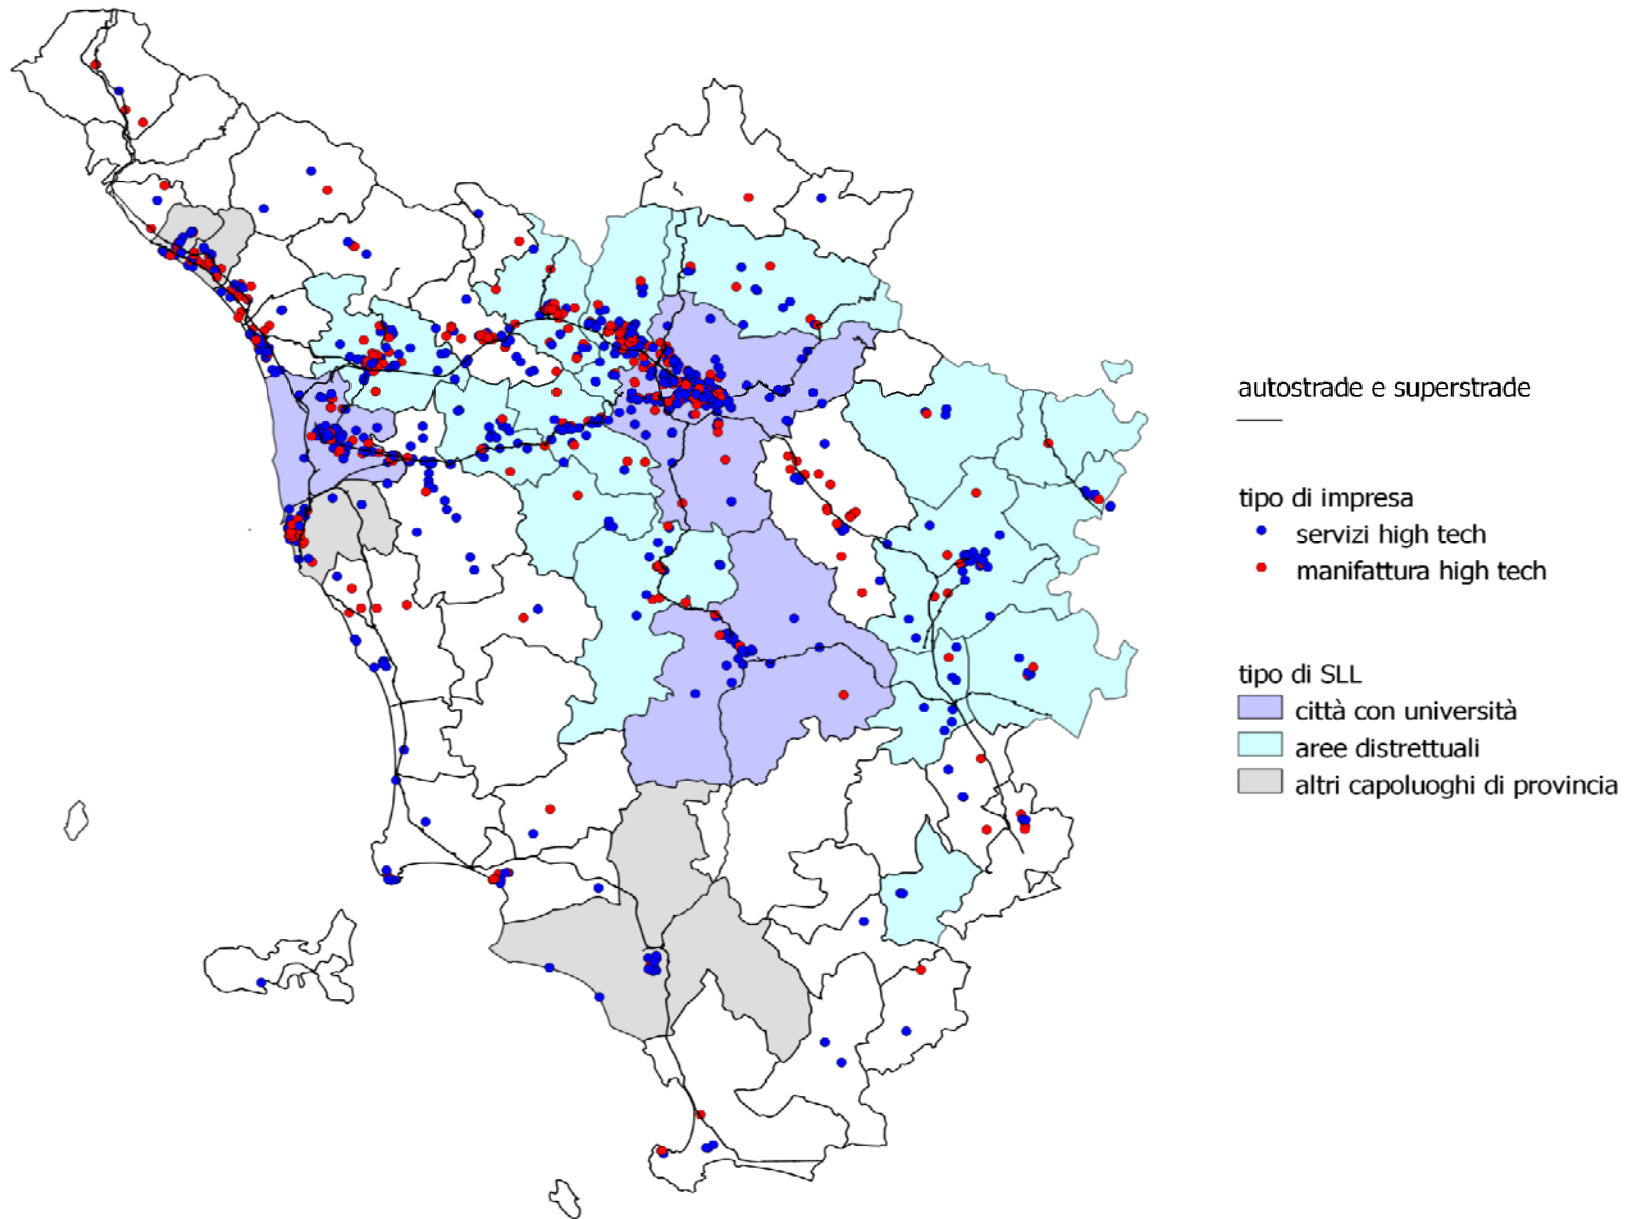 autostrade e superstrade
tipo di impresa
servizi high tech
manifattura high tech
tipo di SLL
città con università
aree distrettuali
altri capoluoghi di provincia